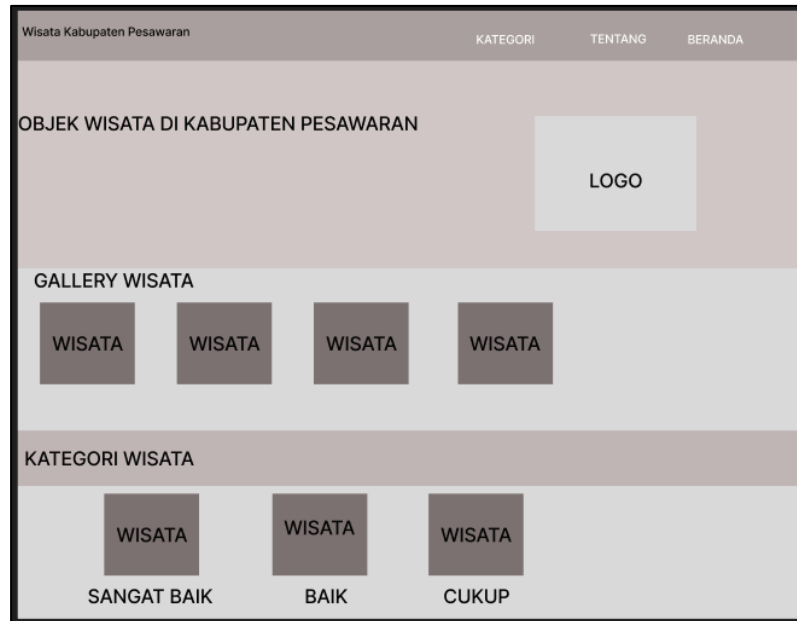 Wisata Kabupaten Pesawaran
KATEGORI TENTANG BERANDA
OBJEK WISATA DI KABUPATEN PESAWARAN
LOGO
GALLERY WISATA
WISATA WISATA WISATA WISATA
KATEGORI WISATA
WISATA WISATA WISATA
SANGAT BAIK BAIK CUKUP